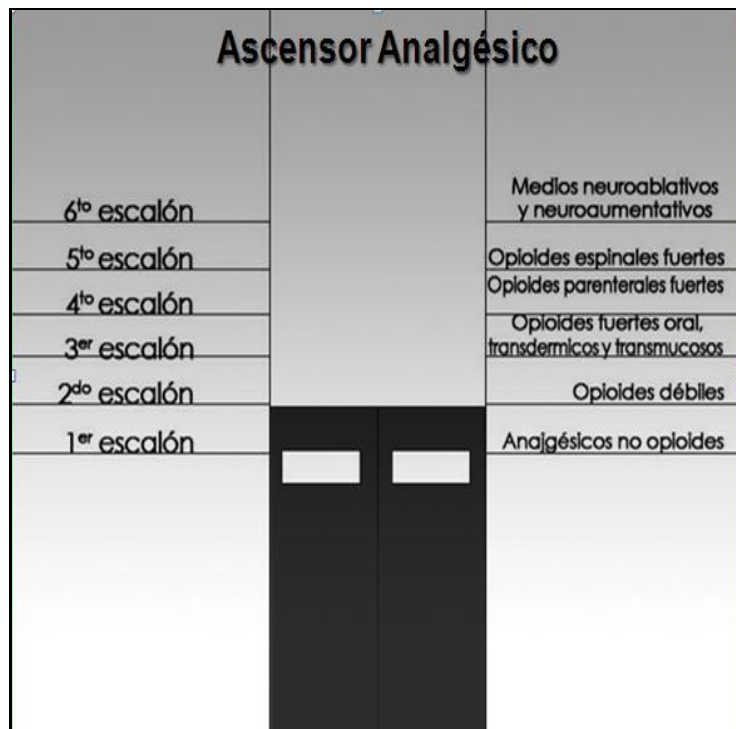 Ascensor Analgésico
6to escalón
Medios neuroablativos
y neuroaumentativos
5to escalón
Opioides espinales fuertes
4to escalón
Opioides parenterales fuertes
3er escalón
Opioides fuertes oral,
transdermicos y transmucosos
2do escalón
Opioides débiles
1er escalón
Anajgésicos no opioides